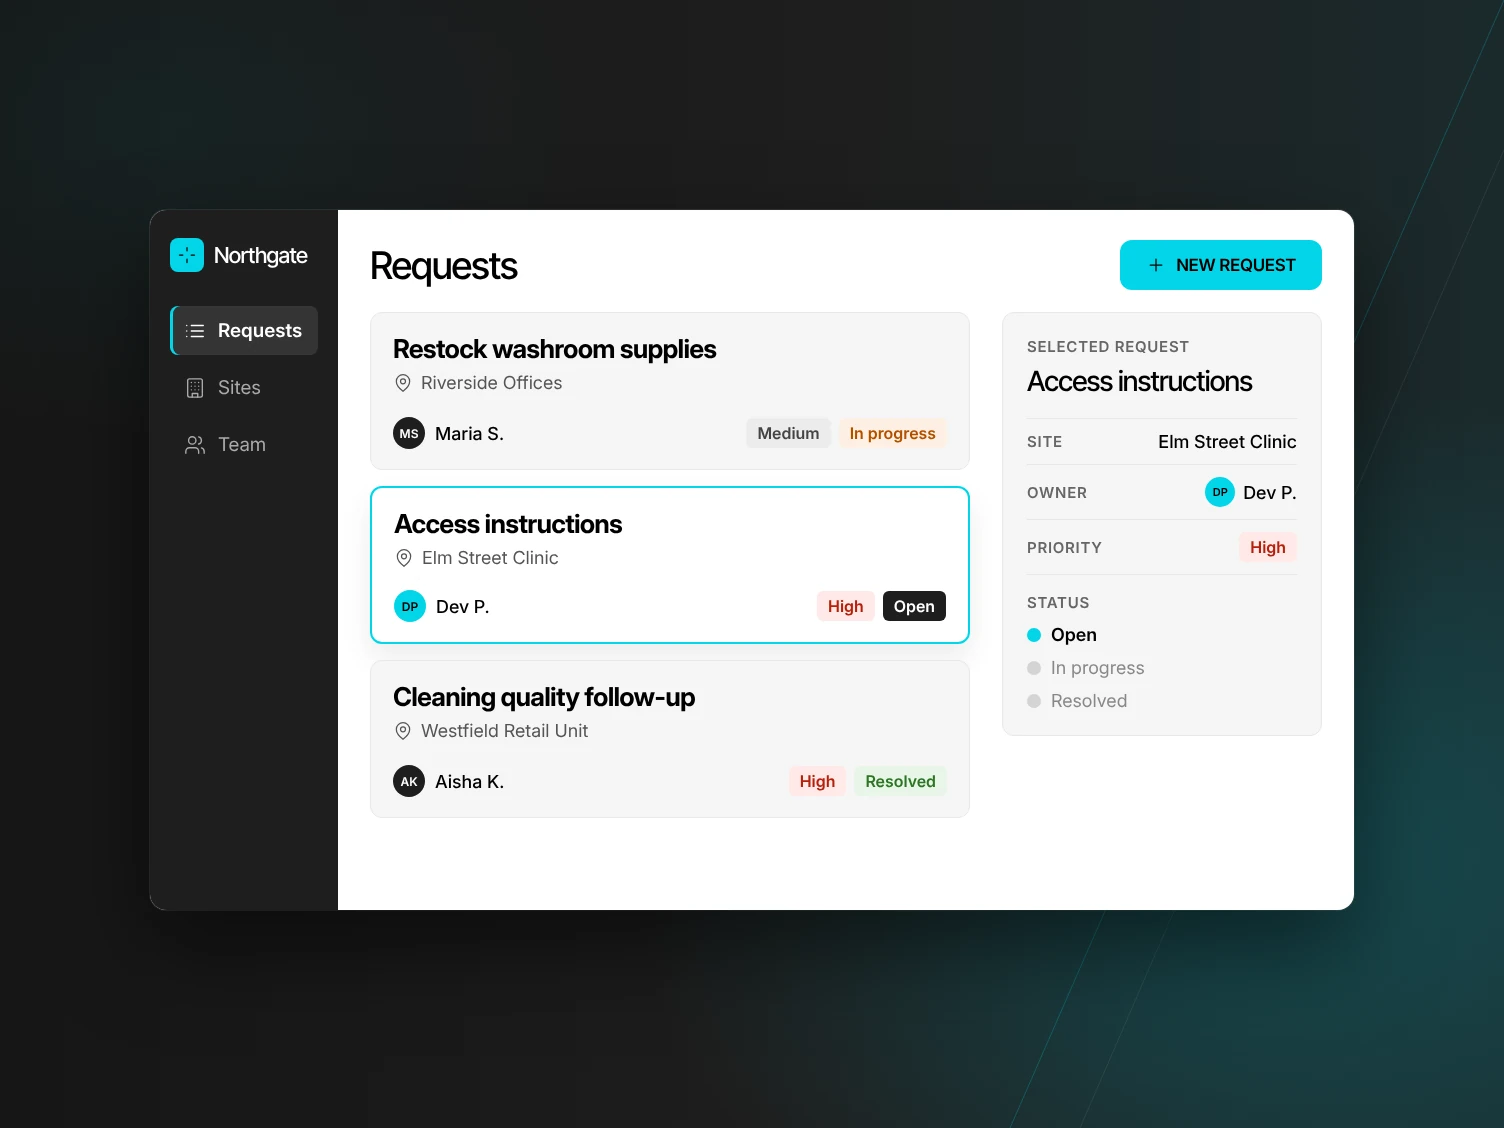 Northgate
Requests
Sites
Team
Requests
NEW REQUEST
Restock washroom supplies
Riverside Offices
MS Maria S. Medium In progress
Access instructions
Elm Street Clinic
DP Dev P. High Open
Cleaning quality follow-up
Westfield Retail Unit
AK Aisha K. High Resolved
SELECTED REQUEST
Access instructions
SITE Elm Street Clinic
OWNER DP Dev P.
PRIORITY High
STATUS
Open
In progress
Resolved